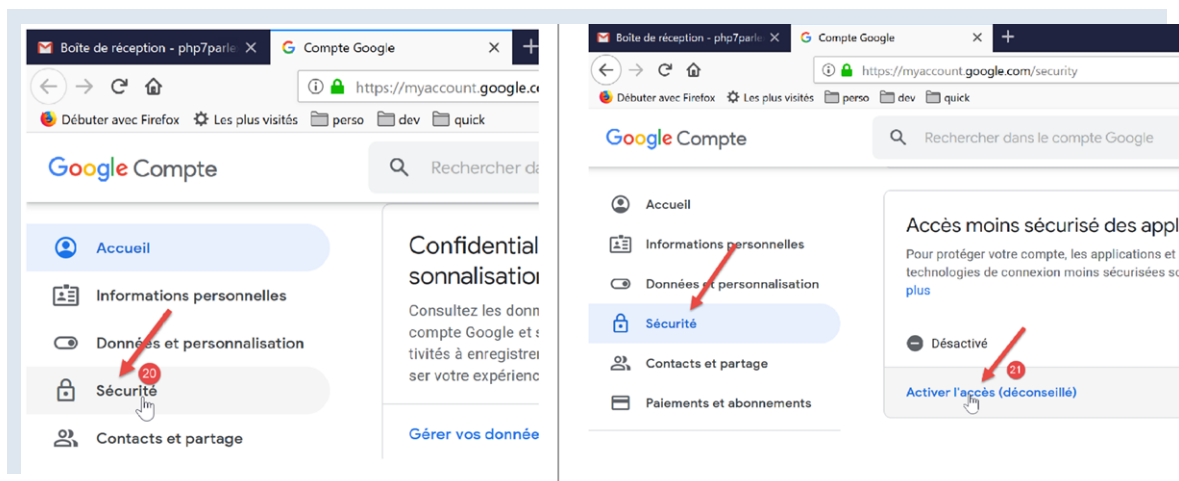 Boîte de réception - php7parle
Compte Google
https://myaccount.google.c
Débuter avec Firefox Les plus visités perso dev quick
Google Compte
Rechercher da
Accueil
Informations personnelles
Données et personnalisation
20
Sécurité
Contacts et partage
Confidential
sonnalisation
Consultez les donn
compte Google et s
tivités à enregistrer
ser votre expérienc
Gérer vos donnée
Boîte de réception - php7parle
Compte Google
https://myaccount.google.com/security
Débuter avec Firefox Les plus visités perso dev quick
Google Compte
Rechercher dans le compte Google
Accueil
Informations personnelles
Données et personnalisation
Sécurité
Contacts et partage
Paiements et abonnements
Accès moins sécurisé des appl
Pour protéger votre compte, les applications et
technologies de connexion moins sécurisées so
plus
Désactivé
21
Activer l'accès (déconseillé)